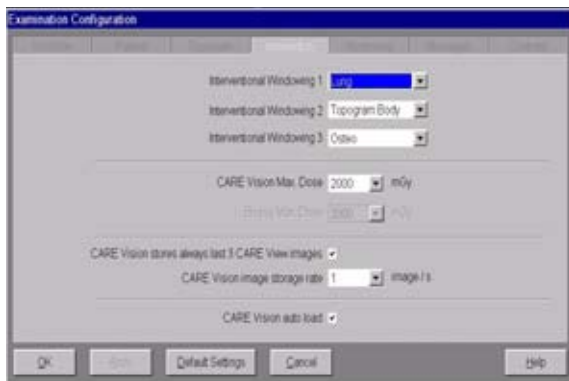 Examination Configuration
Interventional Windowing 1 Lung
Interventional Windowing 2 Topogram Body
Interventional Windowing 3 Osteo
CARE Vision Max. Dose 2000 mGy
CARE Vision stores always last 3 CARE View images
CARE Vision image storage rate 1 image / s
CARE Vision auto load
OK Default Settings Cancel Help